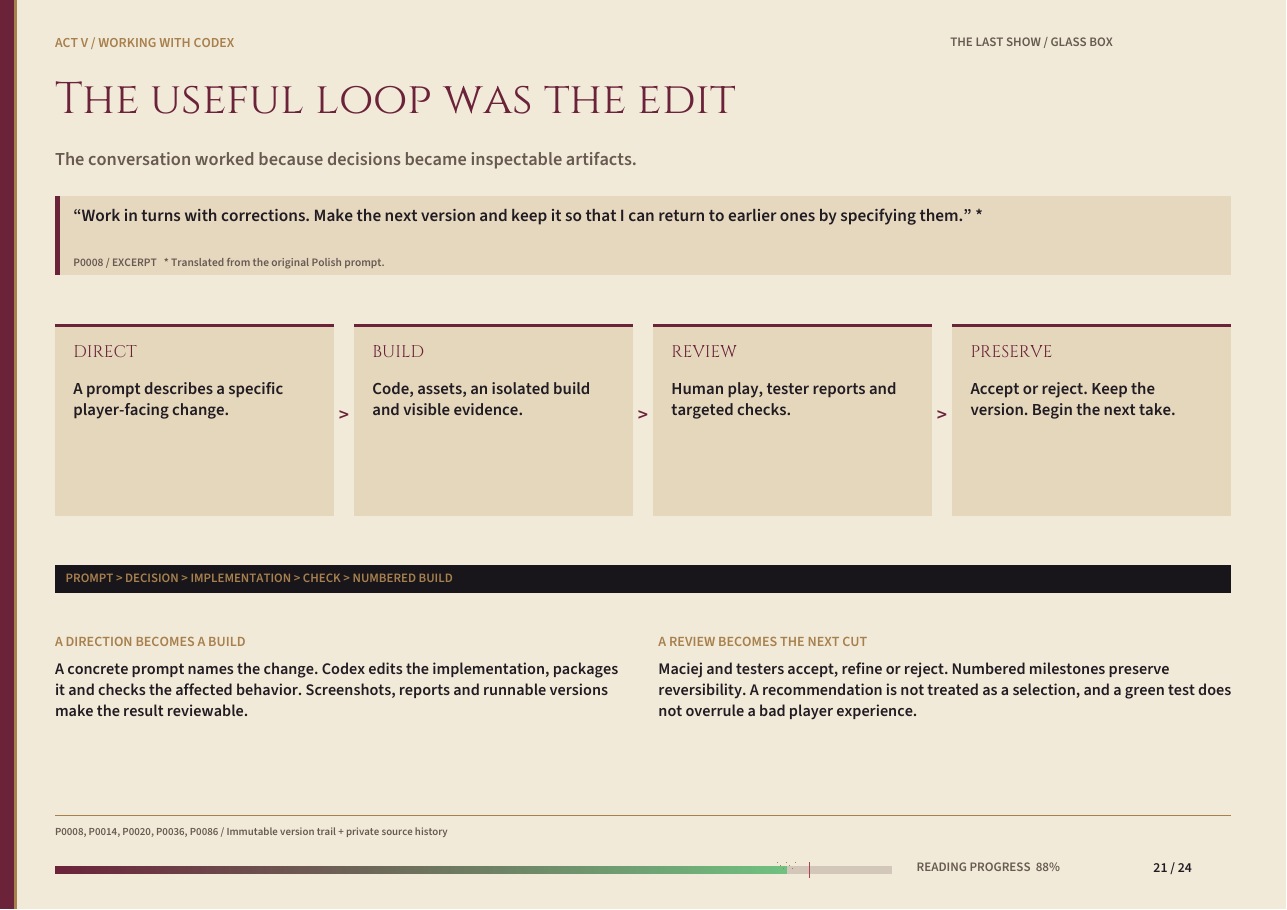 ACT V / WORKING WITH CODEX
THE LAST SHOW / GLASS BOX
The useful loop was the edit
The conversation worked because decisions became inspectable artifacts.
“Work in turns with corrections. Make the next version and keep it so that I can return to earlier ones by specifying them.” *
P0008 / EXCERPT * Translated from the original Polish prompt.
DIRECT
A prompt describes a specific
player-facing change.
>
BUILD
Code, assets, an isolated build
and visible evidence.
>
REVIEW
Human play, tester reports and
targeted checks.
>
PRESERVE
Accept or reject. Keep the
version. Begin the next take.
PROMPT > DECISION > IMPLEMENTATION > CHECK > NUMBERED BUILD
A DIRECTION BECOMES A BUILD
A concrete prompt names the change. Codex edits the implementation, packages
it and checks the affected behavior. Screenshots, reports and runnable versions
make the result reviewable.
A REVIEW BECOMES THE NEXT CUT
Maciej and testers accept, refine or reject. Numbered milestones preserve
reversibility. A recommendation is not treated as a selection, and a green test does
not overrule a bad player experience.
P0008, P0014, P0020, P0036, P0086 / Immutable version trail + private source history
READING PROGRESS 88%
21 / 24